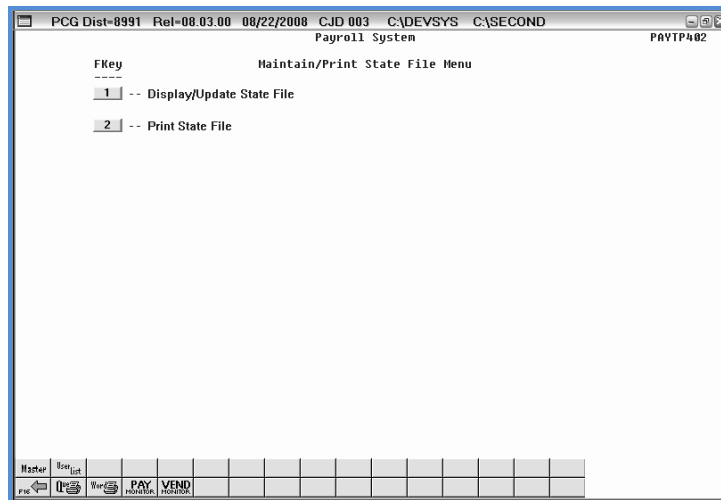 PCG Dist=8991 Rel=08.03.00 08/22/2008 CJD 003 C:\DEVSYS C:\SECOND
Payroll System PAYTP402
FKey Maintain/Print State File Menu
----
1 -- Display/Update State File
2 -- Print State File
Master User list
F16 Que Word PAY MONITOR VEND MONITOR